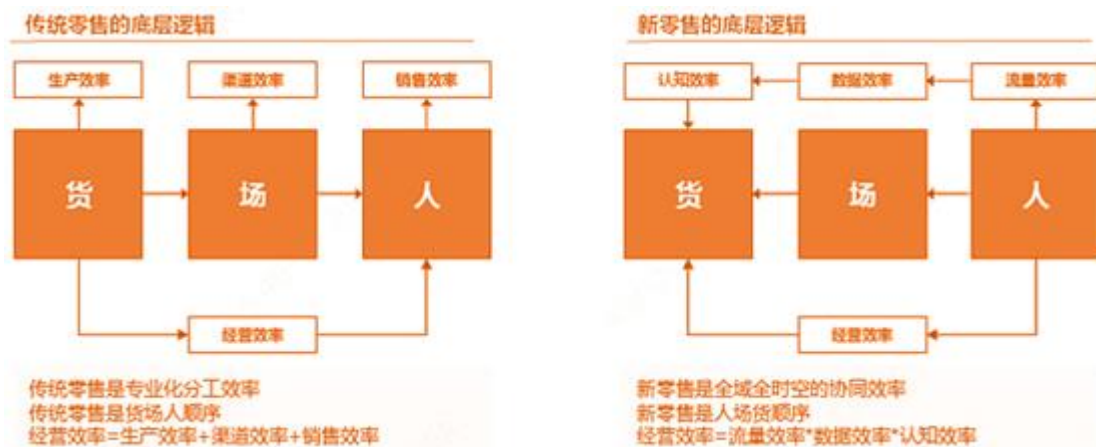 传统零售的底层逻辑
生产效率
渠道效率
销售效率
货
场
人
经营效率
传统零售是专业化分工效率
传统零售是货场人顺序
经营效率=生产效率+渠道效率+销售效率
新零售的底层逻辑
认知效率
数据效率
流量效率
货
场
人
经营效率
新零售是全域全时空的协同效率
新零售是人场货顺序
经营效率=流量效率*数据效率*认知效率